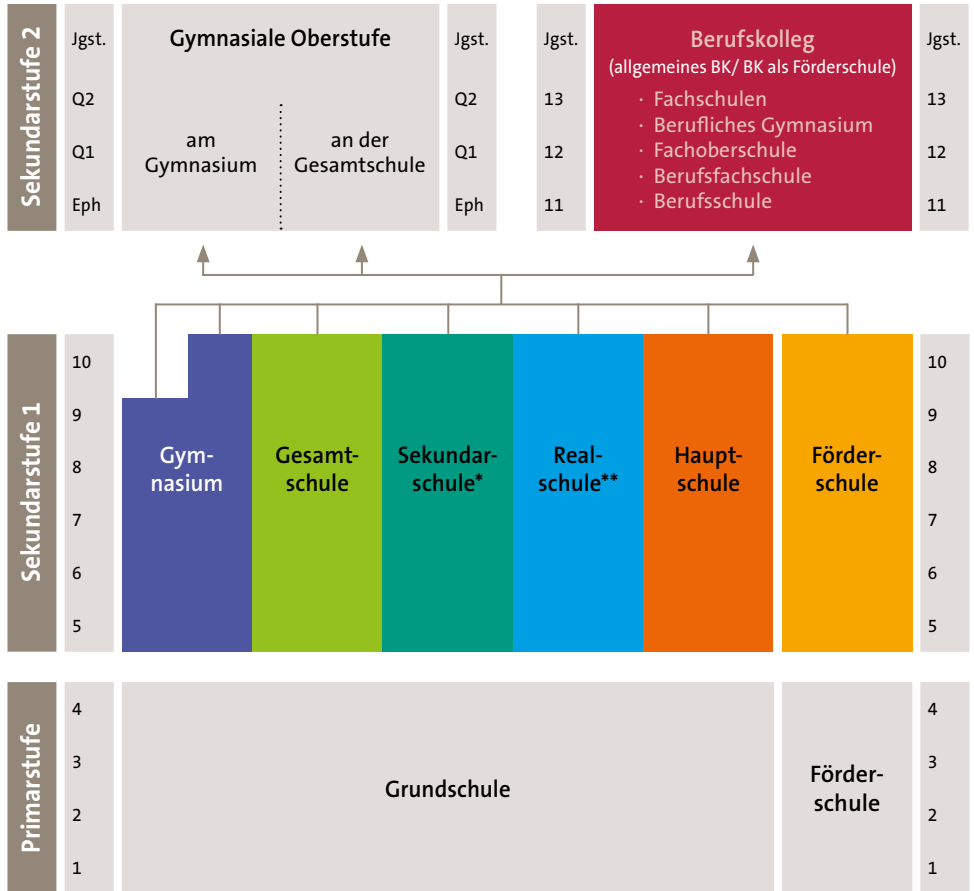 Sekundarstufe 2
Jgst.
Q2
Q1
Eph
Gymnasiale Oberstufe
am
Gymnasium
an der
Gesamtschule
Jgst.
Q2
Q1
Eph
Jgst.
13
12
11
Berufskolleg
(allgemeines BK/ BK als Förderschule)
· Fachschulen
· Berufliches Gymnasium
· Fachoberschule
· Berufsfachschule
· Berufsschule
Jgst.
13
12
11
Sekundarstufe 1
10
9
8
7
6
5
Gym-
nasium
Gesamt-
schule
Sekundar-
schule*
Real-
schule**
Haupt-
schule
Förder-
schule
10
9
8
7
6
5
Primarstufe
4
3
2
1
Grundschule
Förder-
schule
4
3
2
1